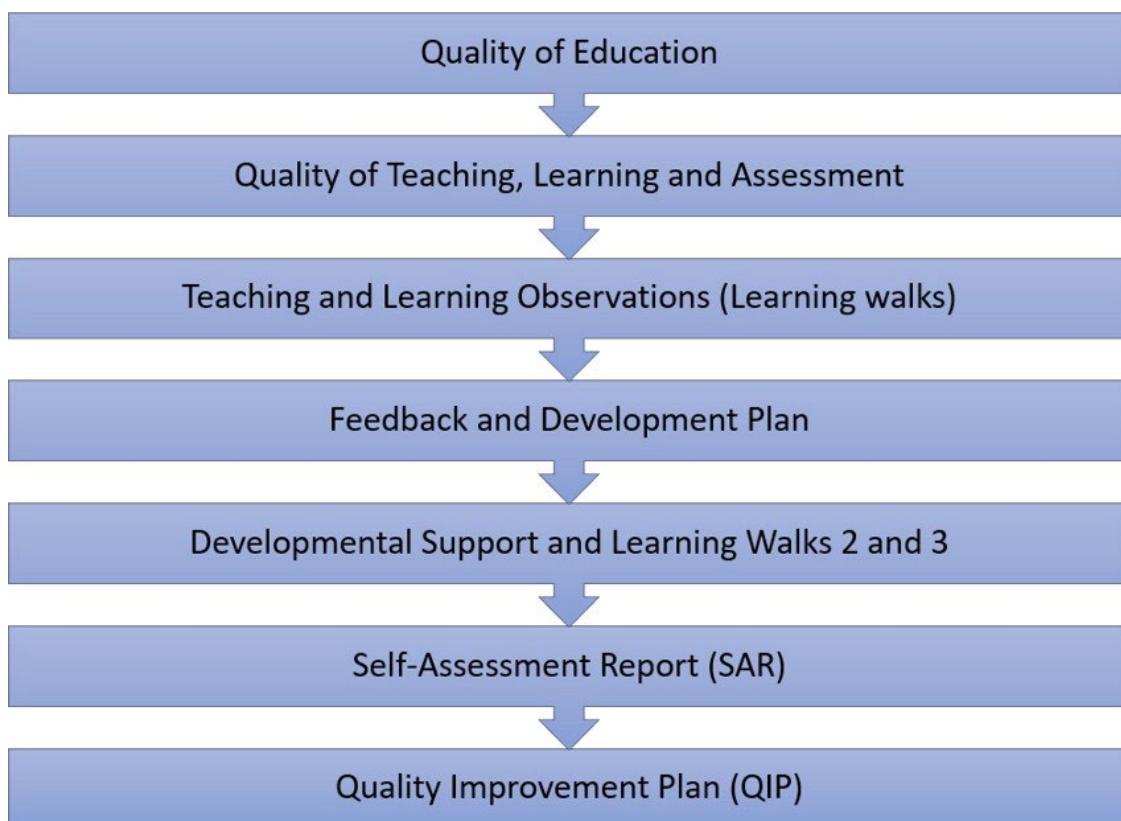 Quality of Education
Quality of Teaching, Learning and Assessment
Teaching and Learning Observations (Learning walks)
Feedback and Development Plan
Developmental Support and Learning Walks 2 and 3
Self-Assessment Report (SAR)
Quality Improvement Plan (QIP)